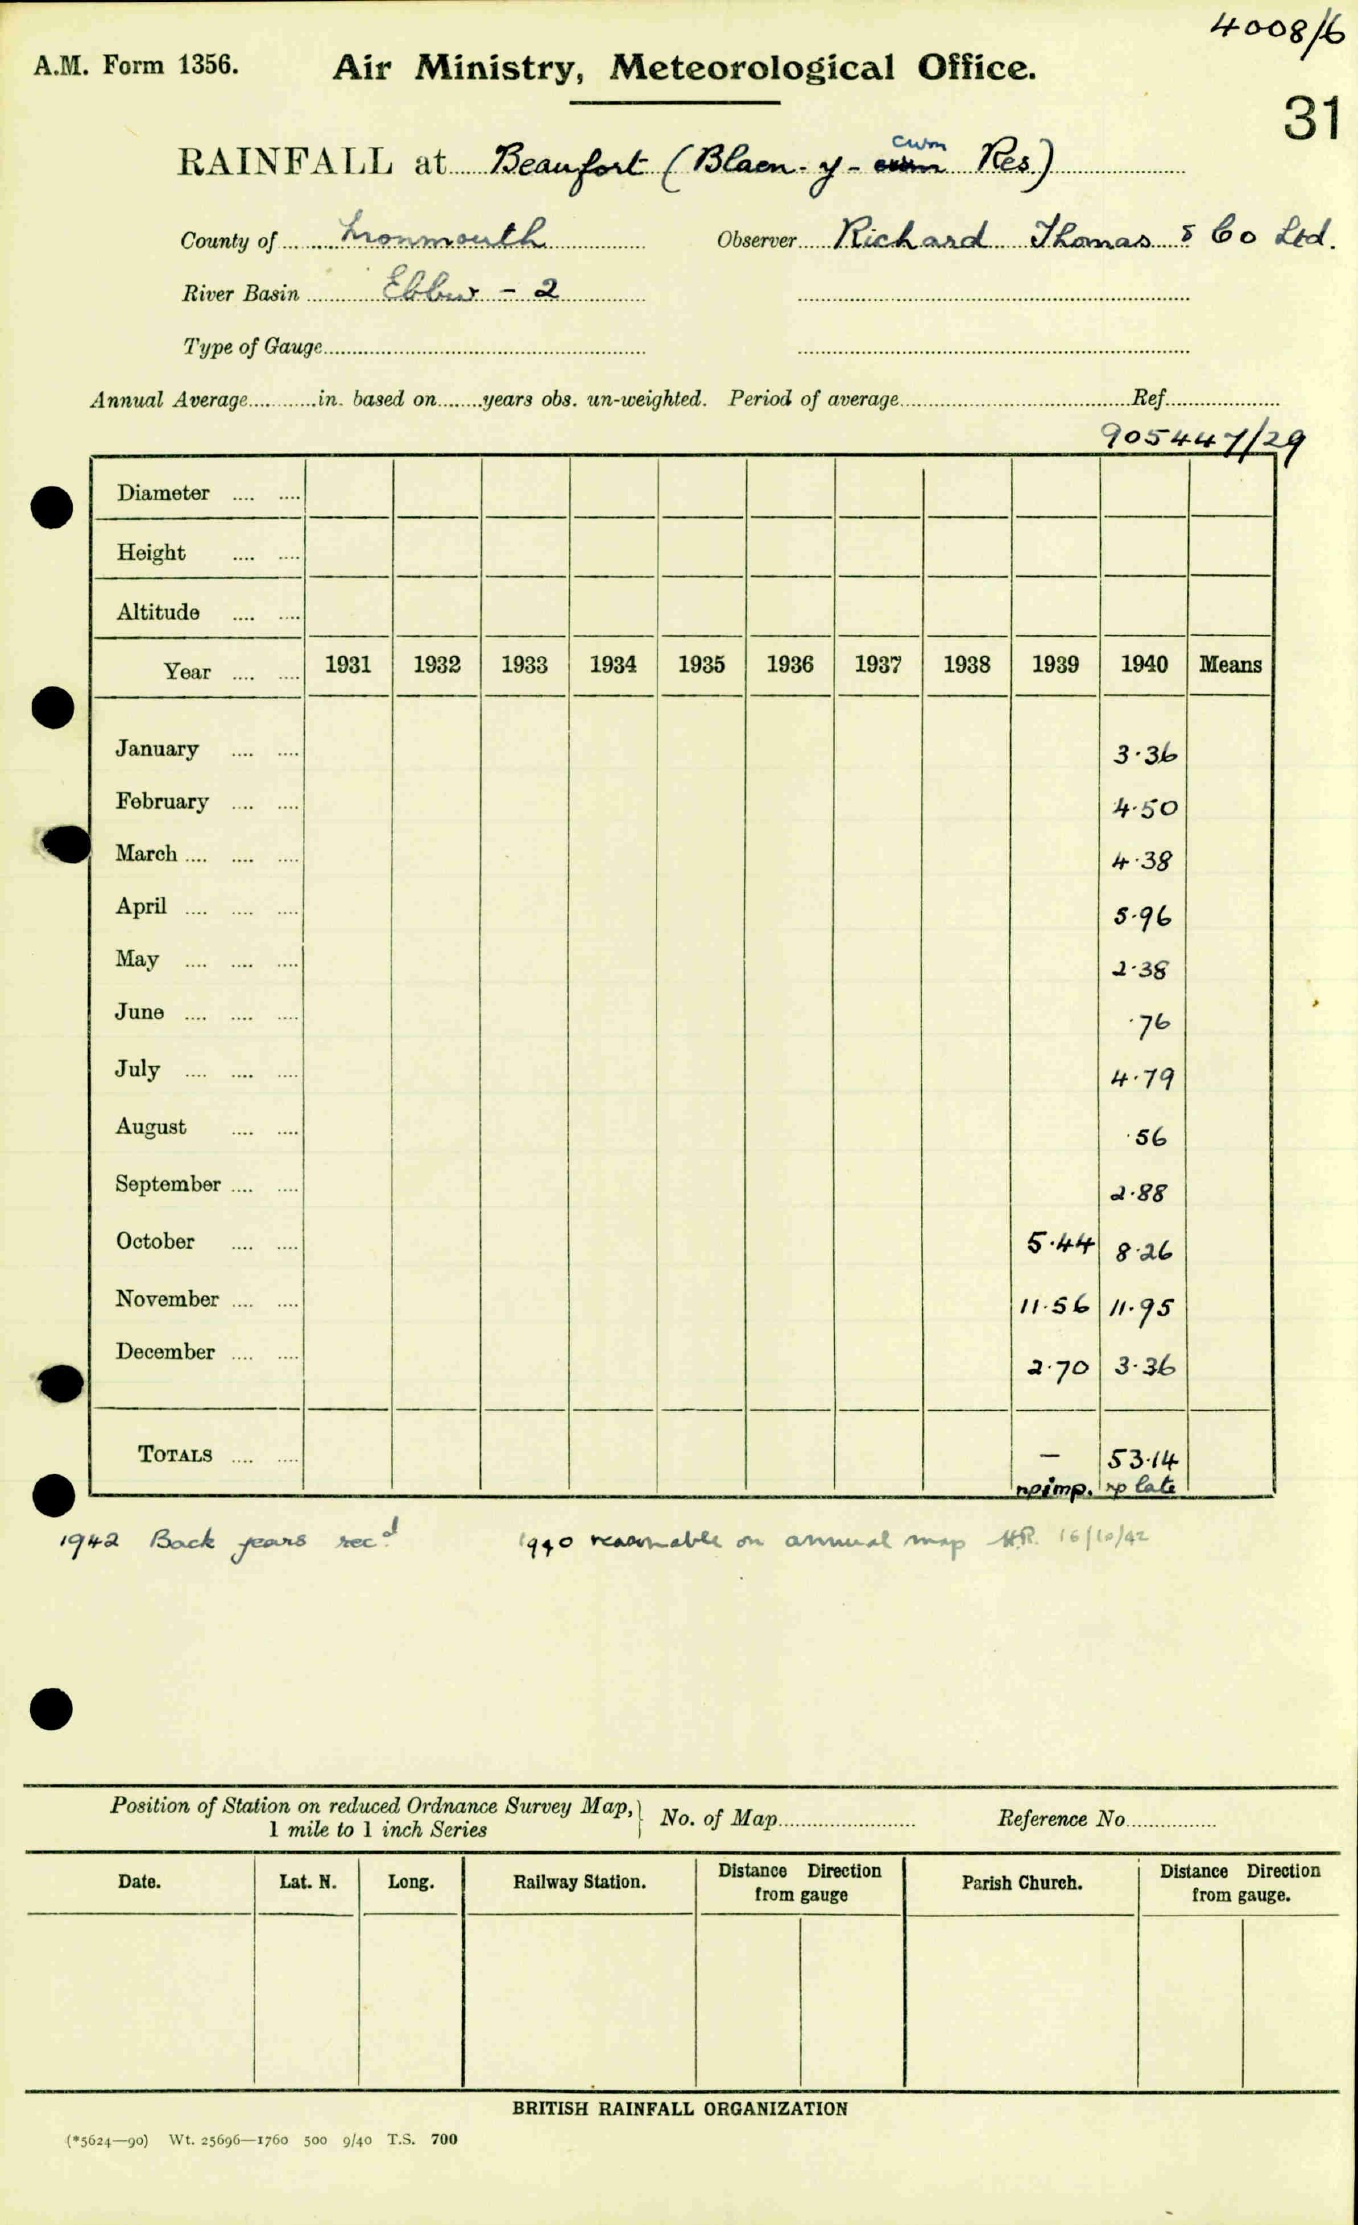 4008/6
A.M. Form 1356. Air Ministry, Meteorological Office.
31
cwm
RAINFALL at Beaufort (Blaen-y- Res)
County of Monmouth Observer Richard Thomas & Co Ltd.
River Basin Ebbw - 2
Type of Gauge
Annual Average in. based on years obs. un-weighted. Period of average Ref
905447/29
Diameter
Height
Altitude
Year 1931 1932 1933 1934 1935 1936 1937 1938 1939 1940 Means
January 3.36
February 4.50
March 4.38
April 5.96
May 2.38
June .76
July 4.79
August .56
September 2.88
October 5.44 8.26
November 11.56 11.95
December 2.70 3.36
TOTALS — 53.14
np imp. np late
1942 Back years recd 1940 reasonable on annual map H.R. 16/10/42
Position of Station on reduced Ordnance Survey Map, } No. of Map Reference No
1 mile to 1 inch Series
Date. Lat. N. Long. Railway Station. Distance Direction from gauge Parish Church. Distance Direction from gauge.
BRITISH RAINFALL ORGANIZATION
(*5624—90) Wt. 25696—1760 500 9/40 T.S. 700